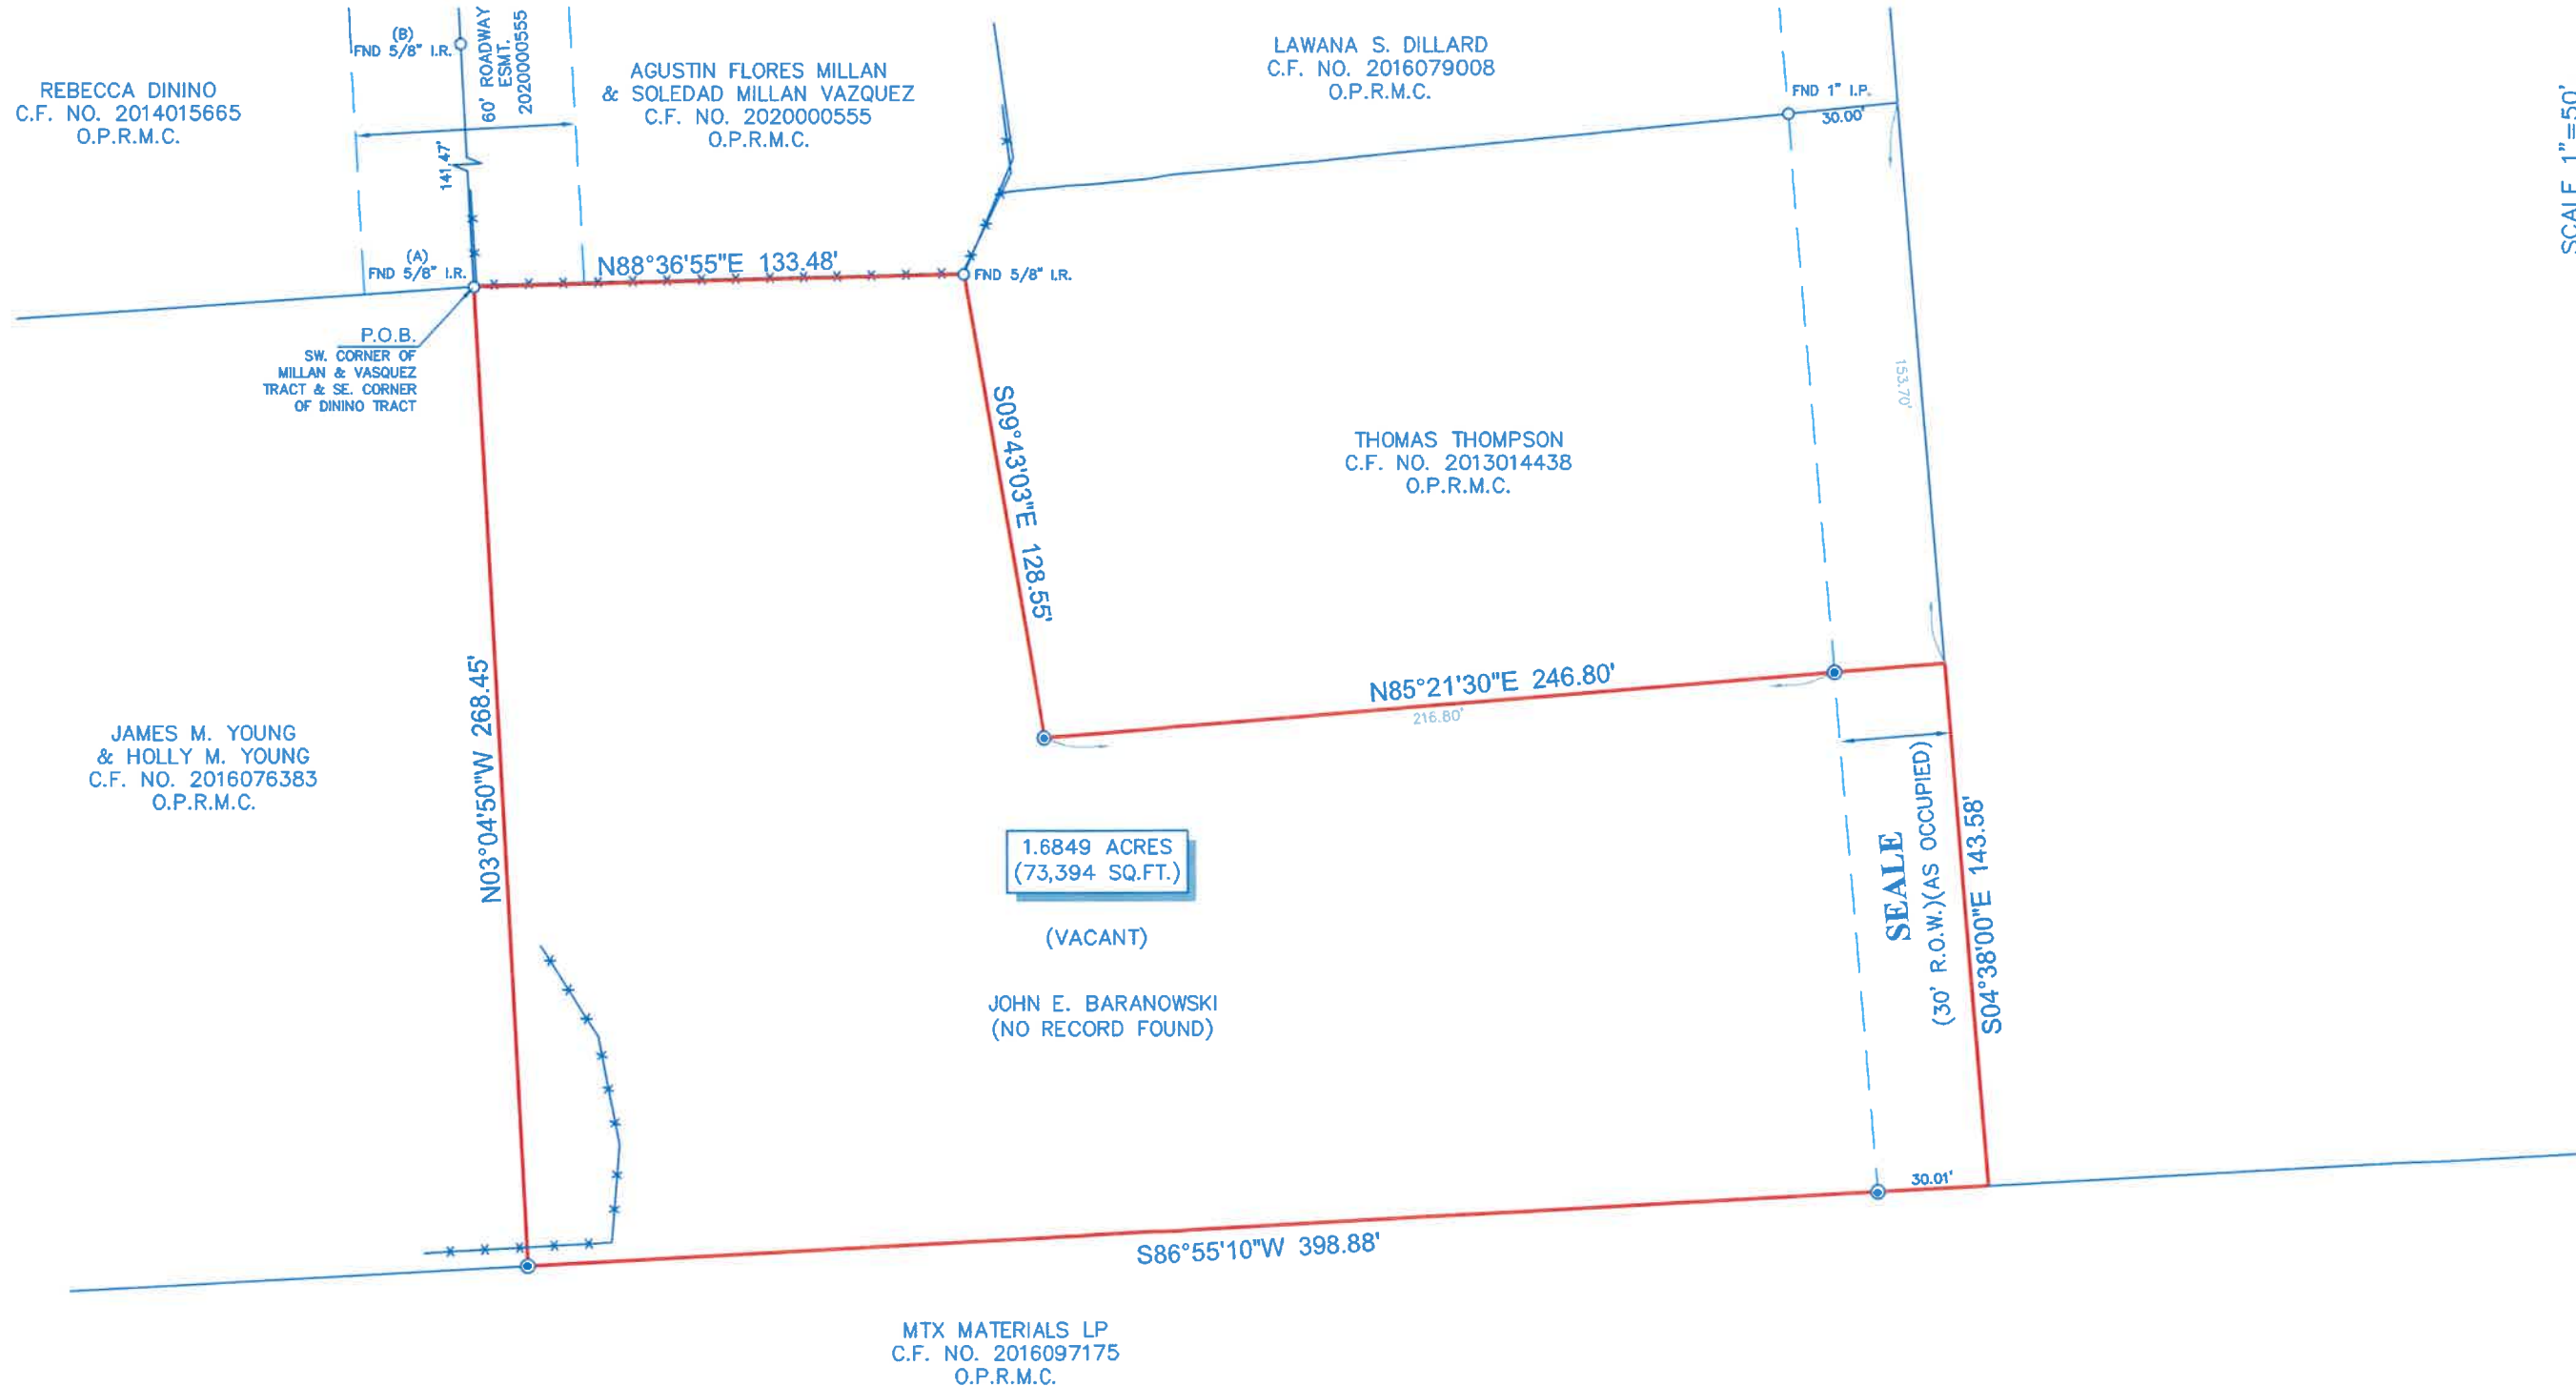 (B)
FND 5/8" I.R.
60' ROADWAY
ESMT.
2020000555
REBECCA DININO
C.F. NO. 2014015665
O.P.R.M.C.
AGUSTIN FLORES MILLAN
& SOLEDAD MILLAN VAZQUEZ
C.F. NO. 2020000555
O.P.R.M.C.
LAWANA S. DILLARD
C.F. NO. 2016079008
O.P.R.M.C.
FND 1" I.P.
30.00'
SCALE 1"=50'
141.47'
(A)
FND 5/8" I.R.
N88°36'55"E 133.48'
FND 5/8" I.R.
P.O.B.
SW. CORNER OF
MILLAN & VASQUEZ
TRACT & SE. CORNER
OF DININO TRACT
S09°43'03"E 128.55'
THOMAS THOMPSON
C.F. NO. 2013014438
O.P.R.M.C.
153.70'
N03°04'50"W 268.45'
N85°21'30"E 246.80'
216.80'
JAMES M. YOUNG
& HOLLY M. YOUNG
C.F. NO. 2016076383
O.P.R.M.C.
1.6849 ACRES
(73,394 SQ.FT.)
(VACANT)
JOHN E. BARANOWSKI
(NO RECORD FOUND)
SEALE
(30' R.O.W.)(AS OCCUPIED)
S04°38'00"E 143.58'
30.01'
S86°55'10"W 398.88'
MTX MATERIALS LP
C.F. NO. 2016097175
O.P.R.M.C.